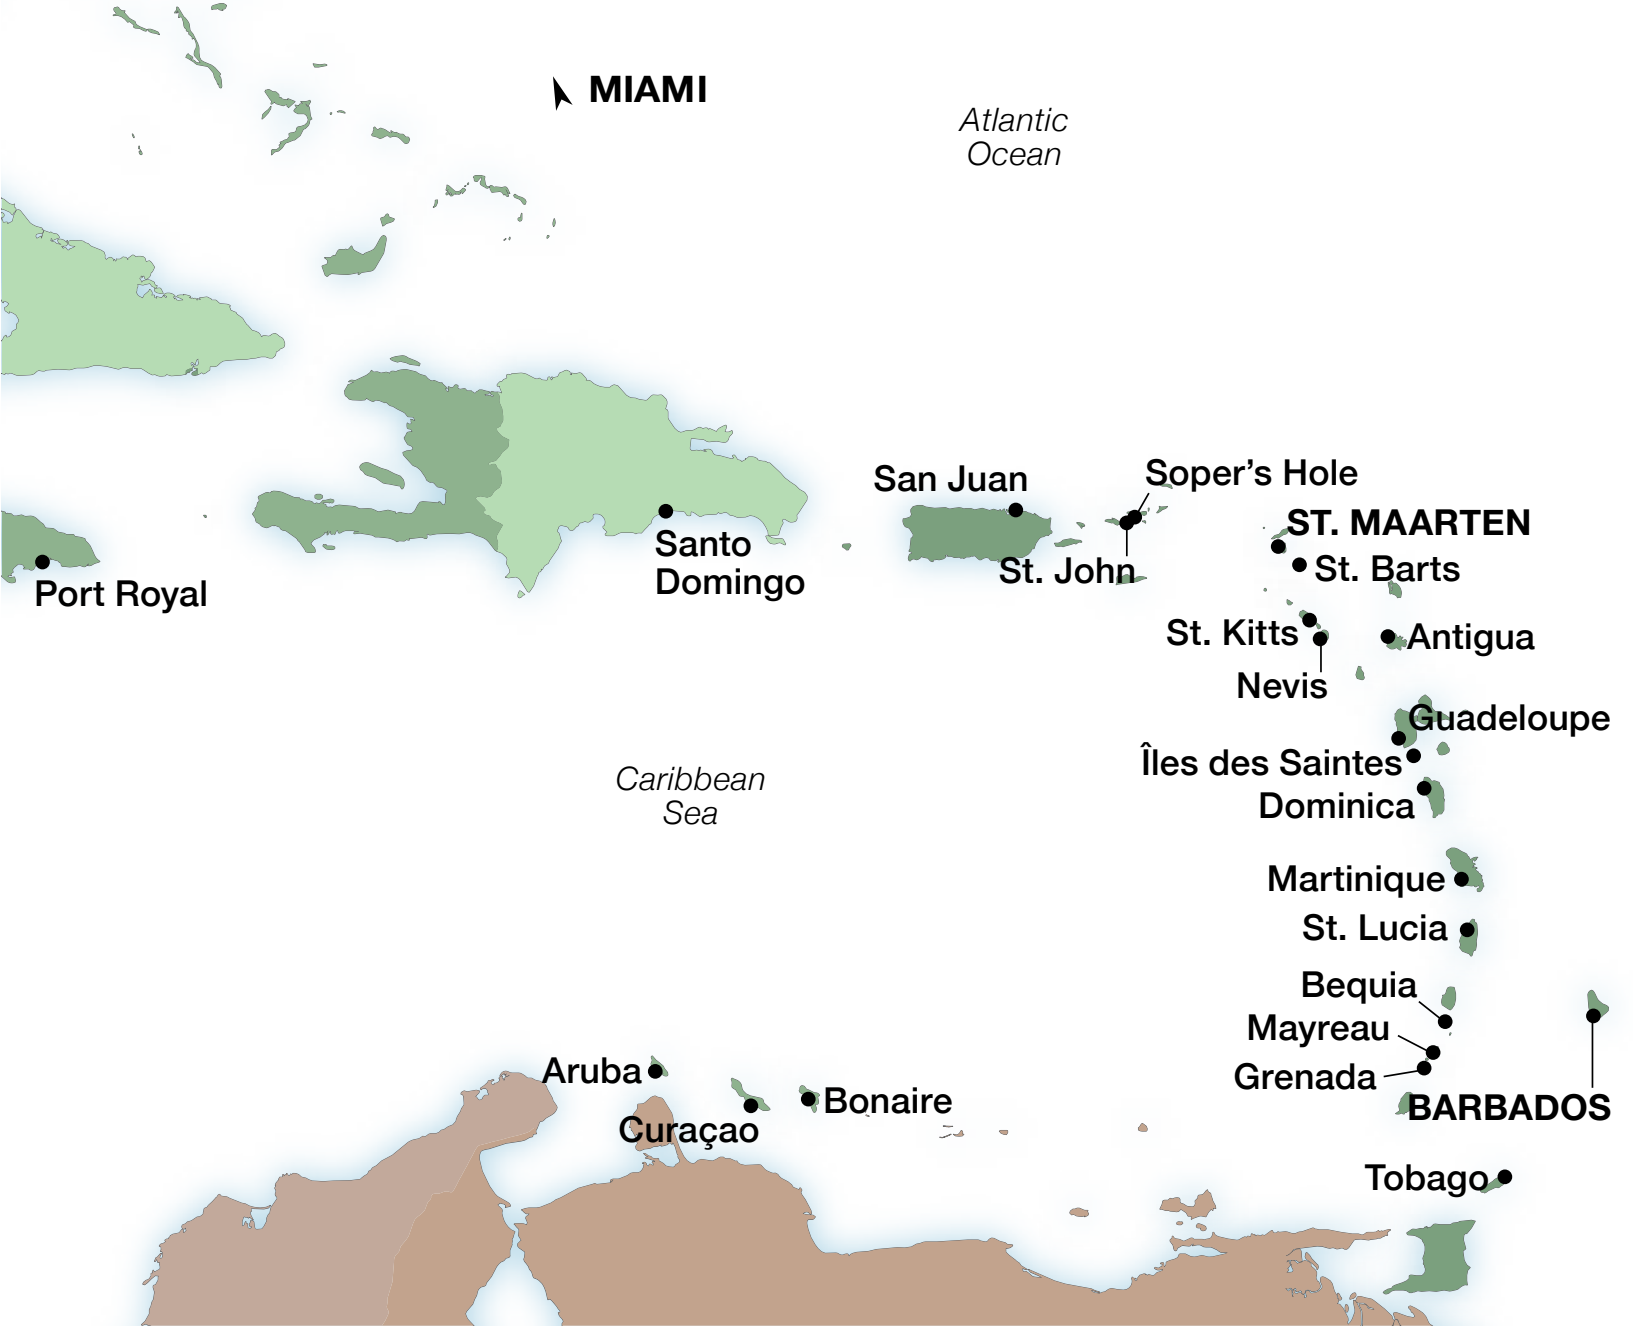 MIAMI
Atlantic
Ocean
San Juan
Soper’s Hole
ST. MAARTEN
Santo
Domingo
St. John
St. Barts
Port Royal
St. Kitts
Antigua
Nevis
Guadeloupe
Îles des Saintes
Caribbean
Sea
Dominica
Martinique
St. Lucia
Bequia
Mayreau
Aruba
Grenada
Bonaire
BARBADOS
Curaçao
Tobago